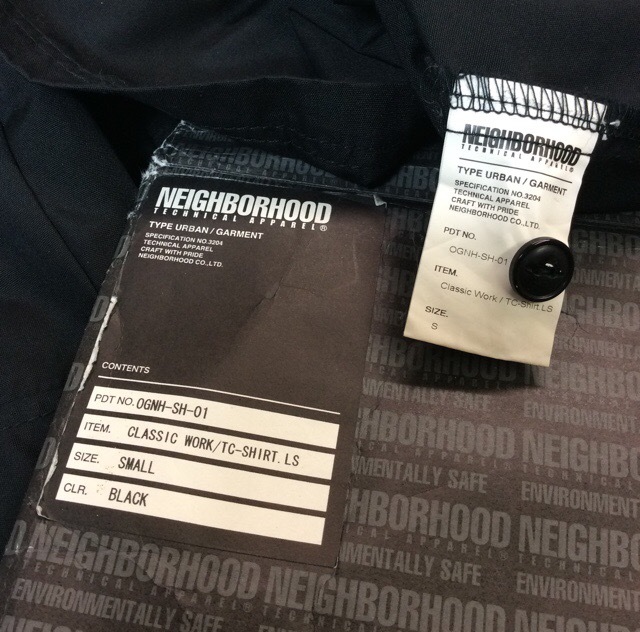 NEIGHBORHOOD
TECHNICAL APPAREL®
TYPE URBAN / GARMENT
SPECIFICATION NO.3204
TECHNICAL APPAREL
CRAFT WITH PRIDE
NEIGHBORHOOD CO.,LTD.
CONTENTS
PDT NO. OGNH-SH-01
ITEM. CLASSIC WORK/TC-SHIRT.LS
SIZE. SMALL
CLR. BLACK
NEIGHBORHOOD
TECHNICAL APPAREL®
TYPE URBAN / GARMENT
SPECIFICATION NO.3204
TECHNICAL APPAREL
CRAFT WITH PRIDE
NEIGHBORHOOD CO.,LTD.
PDT NO.
OGNH-SH-01
ITEM.
Classic Work / TC-Shirt.LS
SIZE.
S
NEIGHBORHOOD
ENVIRONMENTALLY SAFE
NEIGHBORHOOD
TECHNICAL APPAREL®
ENVIRONMENTALLY SAFE